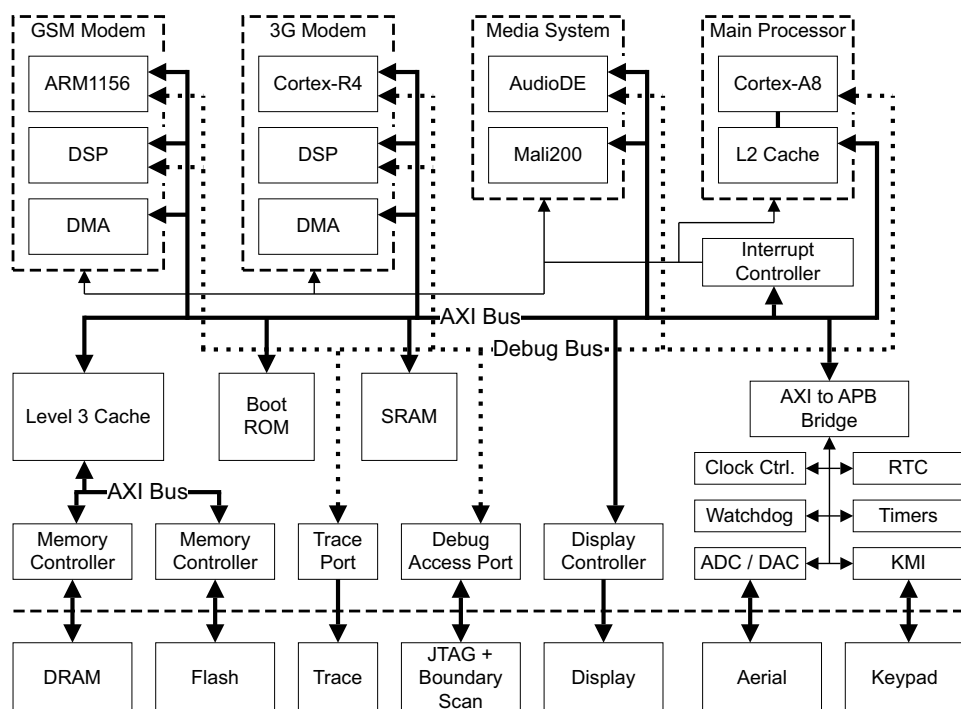 GSM Modem
3G Modem
Media System
Main Processor
ARM1156
Cortex-R4
AudioDE
Cortex-A8
DSP
DSP
Mali200
L2 Cache
DMA
DMA
Interrupt
Controller
AXI Bus
Debug Bus
Level 3 Cache
Boot
ROM
SRAM
AXI to APB
Bridge
Clock Ctrl.
RTC
AXI Bus
Watchdog
Timers
Memory
Controller
Memory
Controller
Trace
Port
Debug
Access Port
Display
Controller
ADC / DAC
KMI
DRAM
Flash
Trace
JTAG +
Boundary
Scan
Display
Aerial
Keypad